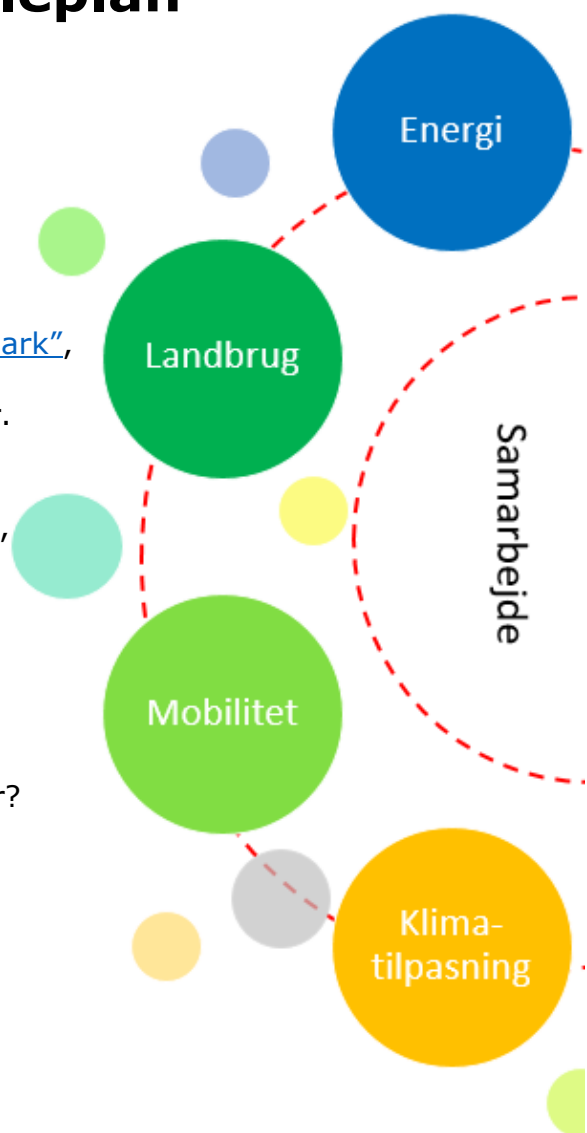 Energi
ark”,
Landbrug
Samarbejde
Mobilitet
r?
Klima-
tilpasning